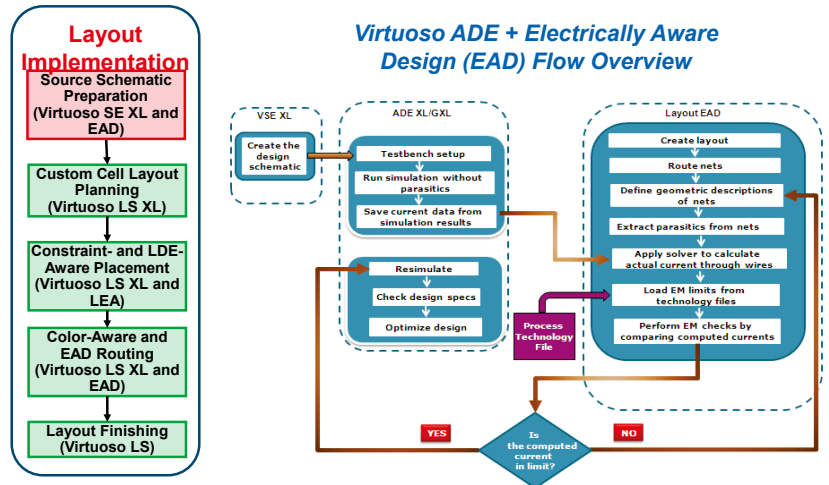 Layout
Implementation
Source Schematic
Preparation
(Virtuoso SE XL and
EAD)
Custom Cell Layout
Planning
(Virtuoso LS XL)
Constraint- and LDE-
Aware Placement
(Virtuoso LS XL and
LEA)
Color-Aware and
EAD Routing
(Virtuoso LS XL and
EAD)
Layout Finishing
(Virtuoso LS)
Virtuoso ADE + Electrically Aware
Design (EAD) Flow Overview
VSE XL
Create the
design
schematic
ADE XL/GXL
Testbench setup
Run simulation without
parasitics
Save current data from
simulation results
Resimulate
Check design specs
Optimize design
Layout EAD
Create layout
Route nets
Define geometric descriptions
of nets
Extract parasitics from nets
Apply solver to calculate
actual current through wires
Load EM limits from
technology files
Perform EM checks by
comparing computed currents
Process
Technology
File
YES
Is
the computed
current
in limit?
NO